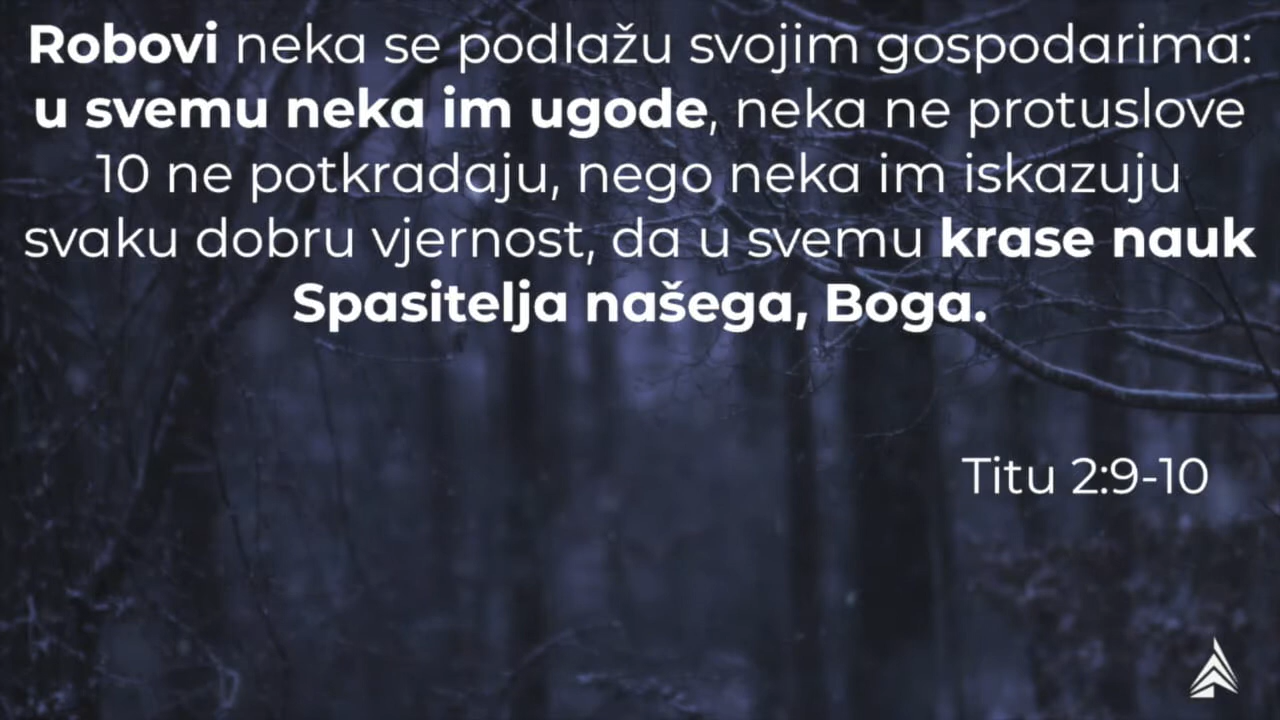 Robovi neka se podlažu svojim gospodarima:
u svemu neka im ugode, neka ne protuslove
10 ne potkradaju, nego neka im iskazuju
svaku dobru vjernost, da u svemu krase nauk
Spasitelja našega, Boga.
Titu 2:9-10